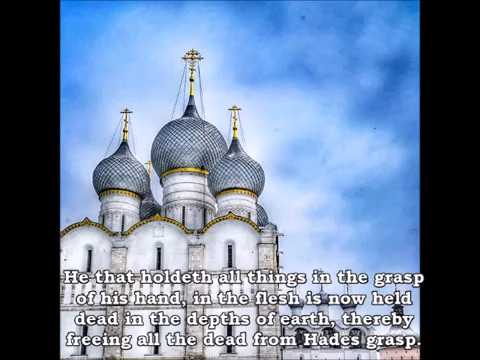 He that holdeth all things in the grasp
of his hand, in the flesh is now held
dead in the depths of earth, thereby
freeing all the dead from Hades grasp.